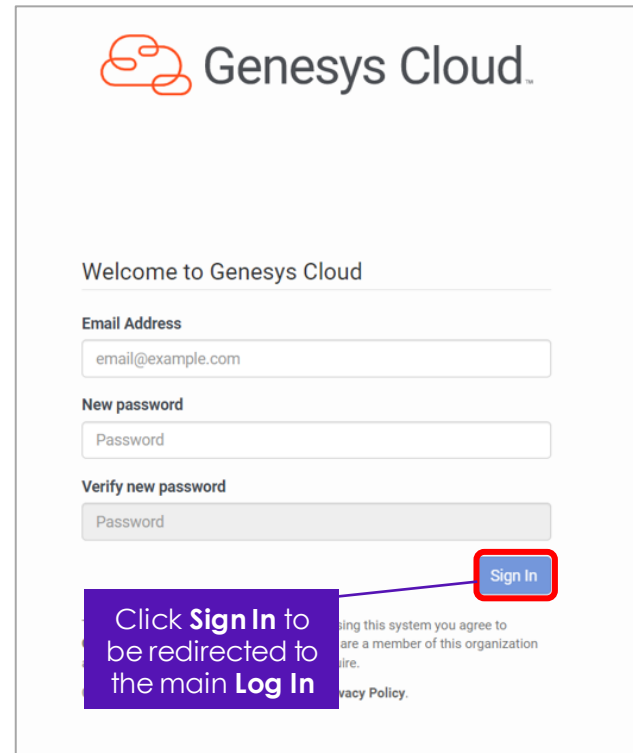 Genesys Cloud™
Welcome to Genesys Cloud
Email Address
email@example.com
New password
Password
Verify new password
Password
Sign In
Click Sign In to
be redirected to
the main Log In
sing this system you agree to
are a member of this organization
ire.
vacy Policy.